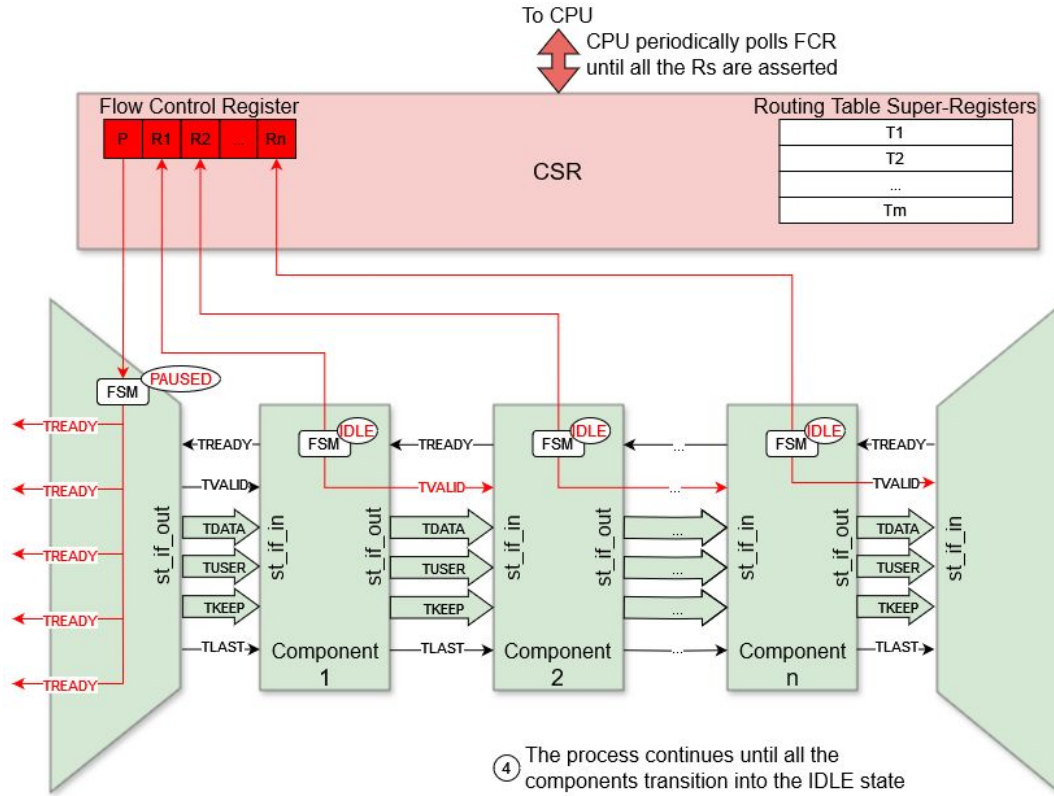 To CPU
CPU periodically polls FCR
until all the Rs are asserted
Flow Control Register
P R1 R2 ... Rn
Routing Table Super-Registers
T1
T2
...
Tm
CSR
FSM PAUSED
TREADY
TREADY
TREADY
TREADY
TREADY
st_if_out
TREADY
TVALID
TDATA
TUSER
TKEEP
TLAST
st_if_in
FSM IDLE
Component
1
st_if_out
TREADY
TVALID
TDATA
TUSER
TKEEP
TLAST
st_if_in
FSM IDLE
Component
2
st_if_out
...
...
...
...
...
...
st_if_in
FSM IDLE
Component
n
st_if_out
TREADY
TVALID
TDATA
TUSER
TKEEP
TLAST
st_if_in
4 The process continues until all the
components transition into the IDLE state